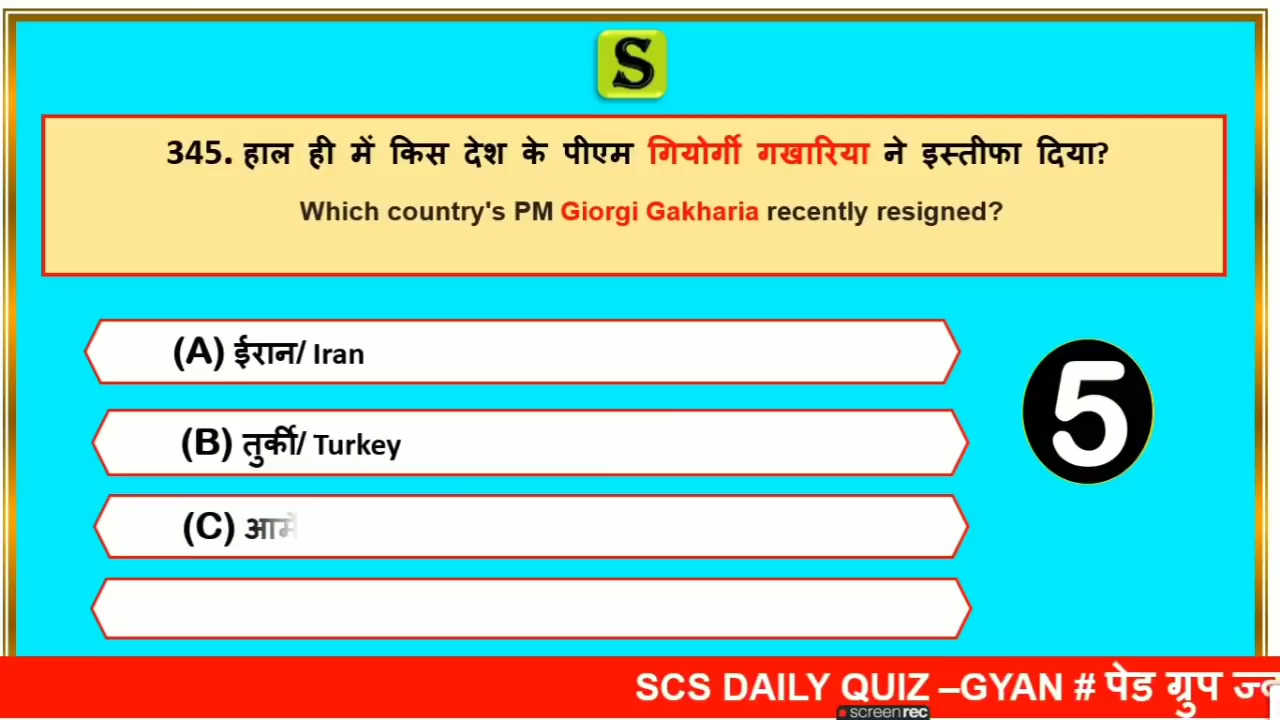 S
345. हाल ही में किस देश के पीएम गियोर्गी गखारिया ने इस्तीफा दिया?
Which country's PM Giorgi Gakharia recently resigned?
(A) ईरान/ Iran
(B) तुर्की/ Turkey
5
(C)
SCS DAILY QUIZ –GYAN # पेड ग्रुप
screenrec